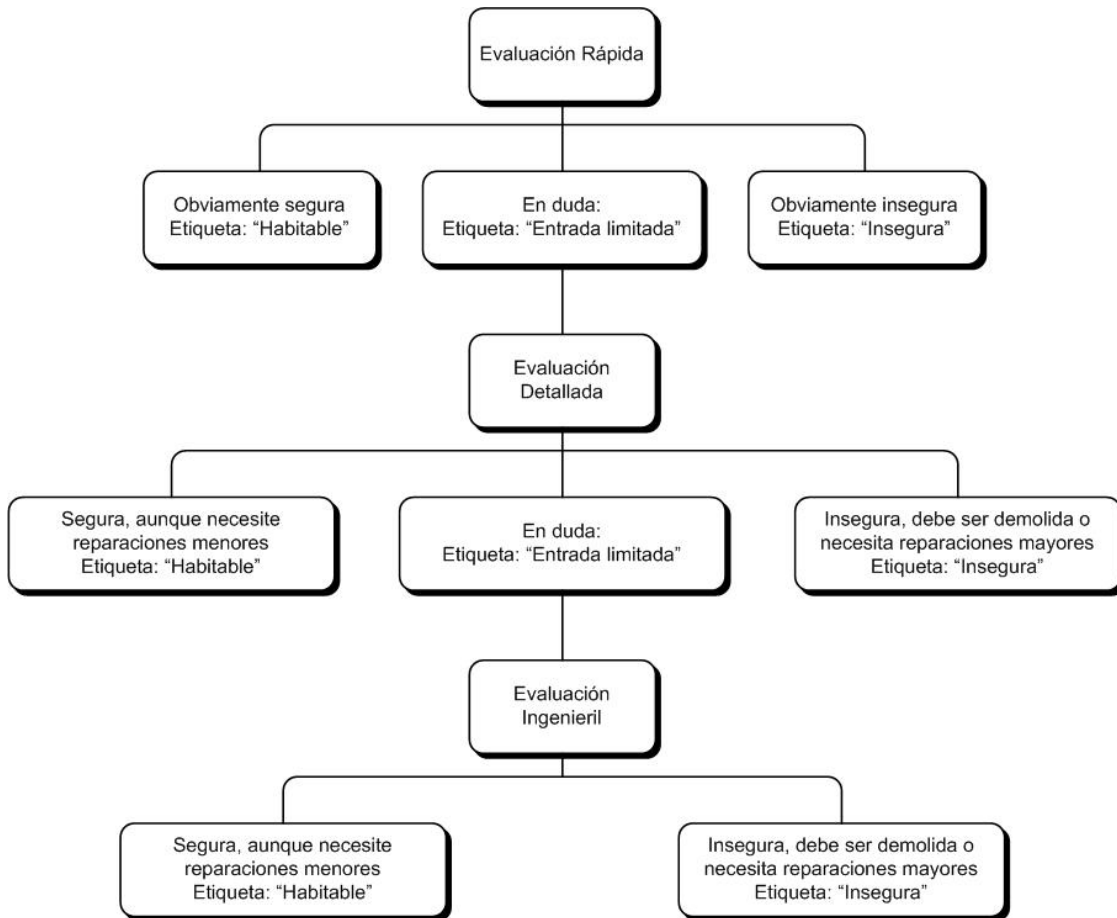 Evaluación Rápida
Obviamente segura
Etiqueta: “Habitable”
En duda:
Etiqueta: “Entrada limitada”
Obviamente insegura
Etiqueta: “Insegura”
Evaluación
Detallada
Segura, aunque necesite
reparaciones menores
Etiqueta: “Habitable”
En duda:
Etiqueta: “Entrada limitada”
Insegura, debe ser demolida o
necesita reparaciones mayores
Etiqueta: “Insegura”
Evaluación
Ingenieril
Segura, aunque necesite
reparaciones menores
Etiqueta: “Habitable”
Insegura, debe ser demolida o
necesita reparaciones mayores
Etiqueta: “Insegura”